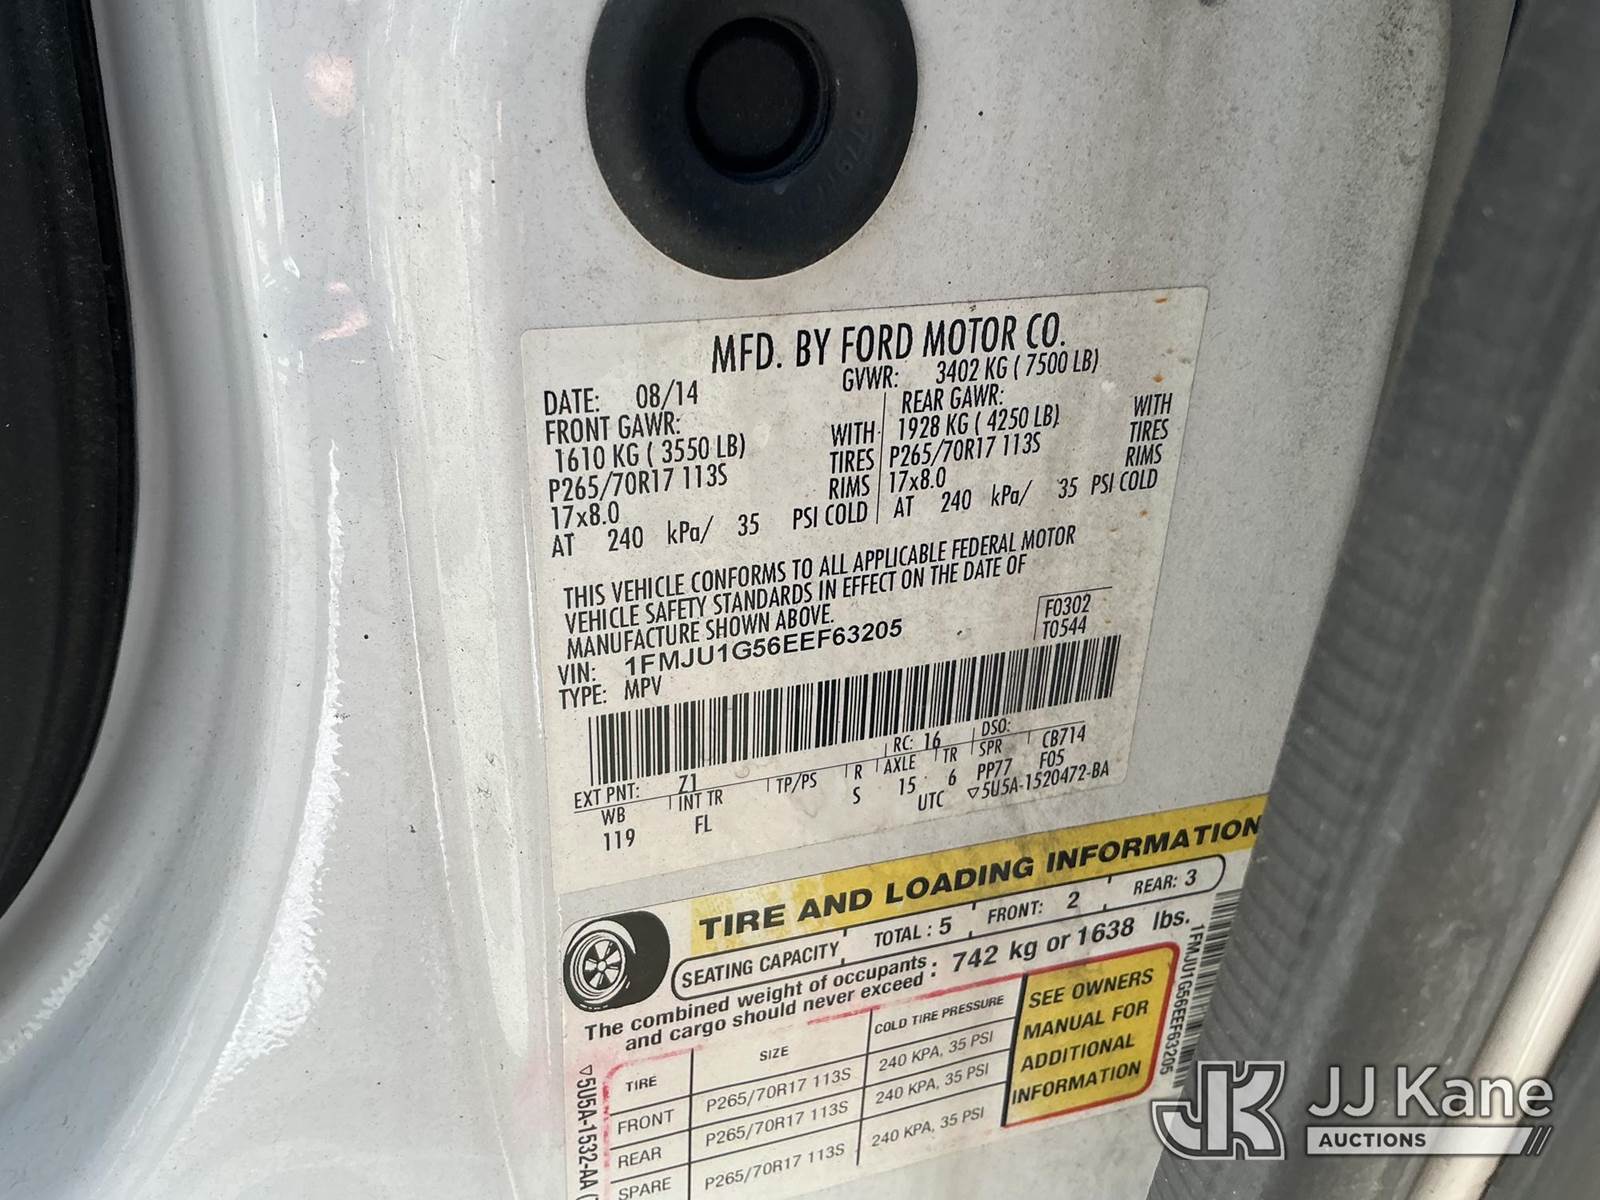 MFD. BY FORD MOTOR CO.
DATE: 08/14 GVWR: 3402 KG ( 7500 LB)
FRONT GAWR: REAR GAWR:
1610 KG ( 3550 LB) WITH 1928 KG ( 4250 LB) WITH
P265/70R17 113S TIRES P265/70R17 113S TIRES
17x8.0 RIMS 17x8.0 RIMS
AT 240 kPa/ 35 PSI COLD AT 240 kPa/ 35 PSI COLD
THIS VEHICLE CONFORMS TO ALL APPLICABLE FEDERAL MOTOR
VEHICLE SAFETY STANDARDS IN EFFECT ON THE DATE OF
MANUFACTURE SHOWN ABOVE.
F0302
T0544
VIN: 1FMJU1G56EEF63205
TYPE: MPV
EXT PNT: Z1 RC: 16 DSO:
WB INT TR TP/PS R AXLE TR SPR CB714
119 FL S 15 6 PP77 F05
UTC ▽5U5A-1520472-BA
TIRE AND LOADING INFORMATION
SEATING CAPACITY TOTAL : 5 FRONT: 2 REAR: 3
The combined weight of occupants
and cargo should never exceed : 742 kg or 1638 lbs.
TIRE SIZE COLD TIRE PRESSURE
FRONT P265/70R17 113S 240 KPA, 35 PSI
REAR P265/70R17 113S 240 KPA, 35 PSI
SPARE P265/70R17 113S 240 KPA, 35 PSI
SEE OWNERS
MANUAL FOR
ADDITIONAL
INFORMATION
1FMJU1G56EEF63205
▽5U5A-1532-AA
JJ Kane
AUCTIONS